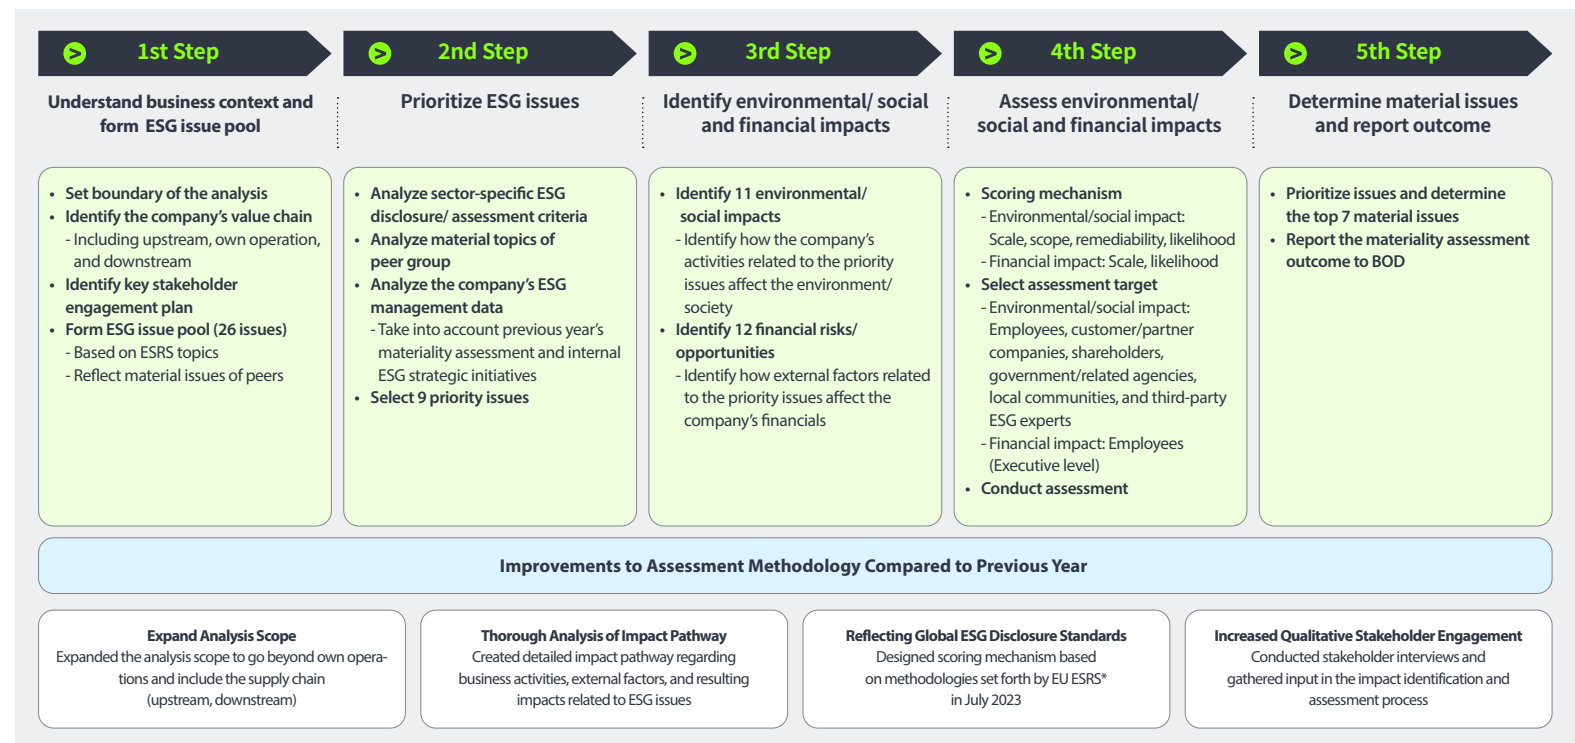 1st Step
Understand business context and
form ESG issue pool
• Set boundary of the analysis
• Identify the company's value chain
- Including upstream, own operation,
and downstream
• Identify key stakeholder
engagement plan
• Form ESG issue pool (26 issues)
- Based on ESRS topics
- Reflect material issues of peers
2nd Step
Prioritize ESG issues
• Analyze sector-specific ESG
disclosure/ assessment criteria
• Analyze material topics of
peer group
• Analyze the company's ESG
management data
- Take into account previous year's
materiality assessment and internal
ESG strategic initiatives
• Select 9 priority issues
3rd Step
Identify environmental/ social
and financial impacts
• Identify 11 environmental/
social impacts
- Identify how the company's
activities related to the priority
issues affect the environment/
society
• Identify 12 financial risks/
opportunities
- Identify how external factors related
to the priority issues affect the
company's financials
4th Step
Assess environmental/
social and financial impacts
• Scoring mechanism
- Environmental/social impact:
Scale, scope, remediability, likelihood
- Financial impact: Scale, likelihood
• Select assessment target
- Environmental/social impact:
Employees, customer/partner
companies, shareholders,
government/related agencies,
local communities, and third-party
ESG experts
- Financial impact: Employees
(Executive level)
• Conduct assessment
5th Step
Determine material issues
and report outcome
• Prioritize issues and determine
the top 7 material issues
• Report the materiality assessment
outcome to BOD
Improvements to Assessment Methodology Compared to Previous Year
Expand Analysis Scope
Expanded the analysis scope to go beyond own opera-
tions and include the supply chain
(upstream, downstream)
Thorough Analysis of Impact Pathway
Created detailed impact pathway regarding
business activities, external factors, and resulting
impacts related to ESG issues
Reflecting Global ESG Disclosure Standards
Designed scoring mechanism based
on methodologies set forth by EU ESRS*
in July 2023
Increased Qualitative Stakeholder Engagement
Conducted stakeholder interviews and
gathered input in the impact identification and
assessment process